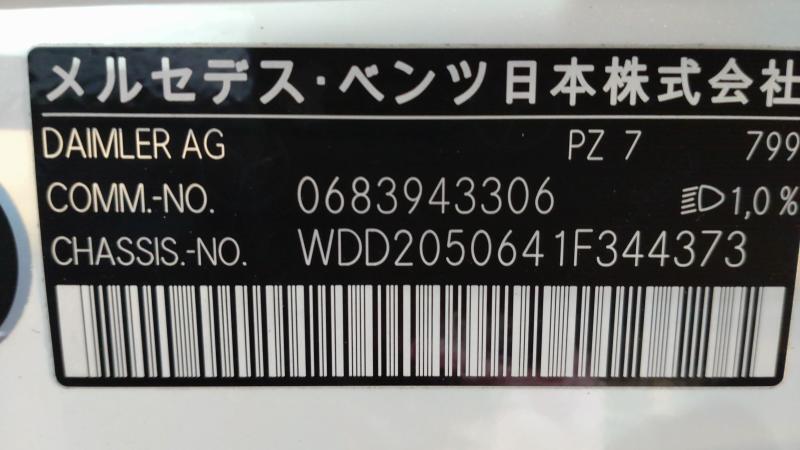 メルセデス・ベンツ日本株式会社
DAIMLER AG PZ 7 799
COMM.-NO. 0683943306 1,0 %
CHASSIS.-NO. WDD2050641F344373